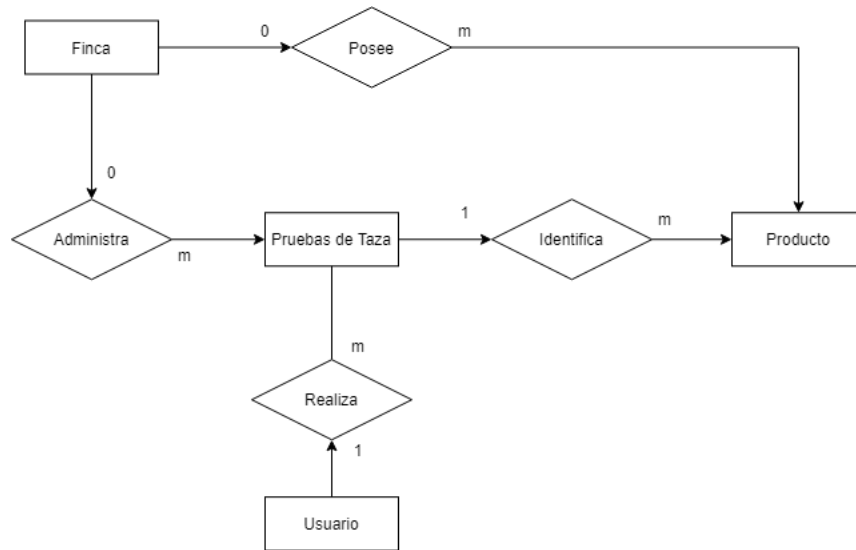 Finca
0
Posee
m
0
Administra
m
Pruebas de Taza
1
Identifica
m
Producto
m
Realiza
1
Usuario